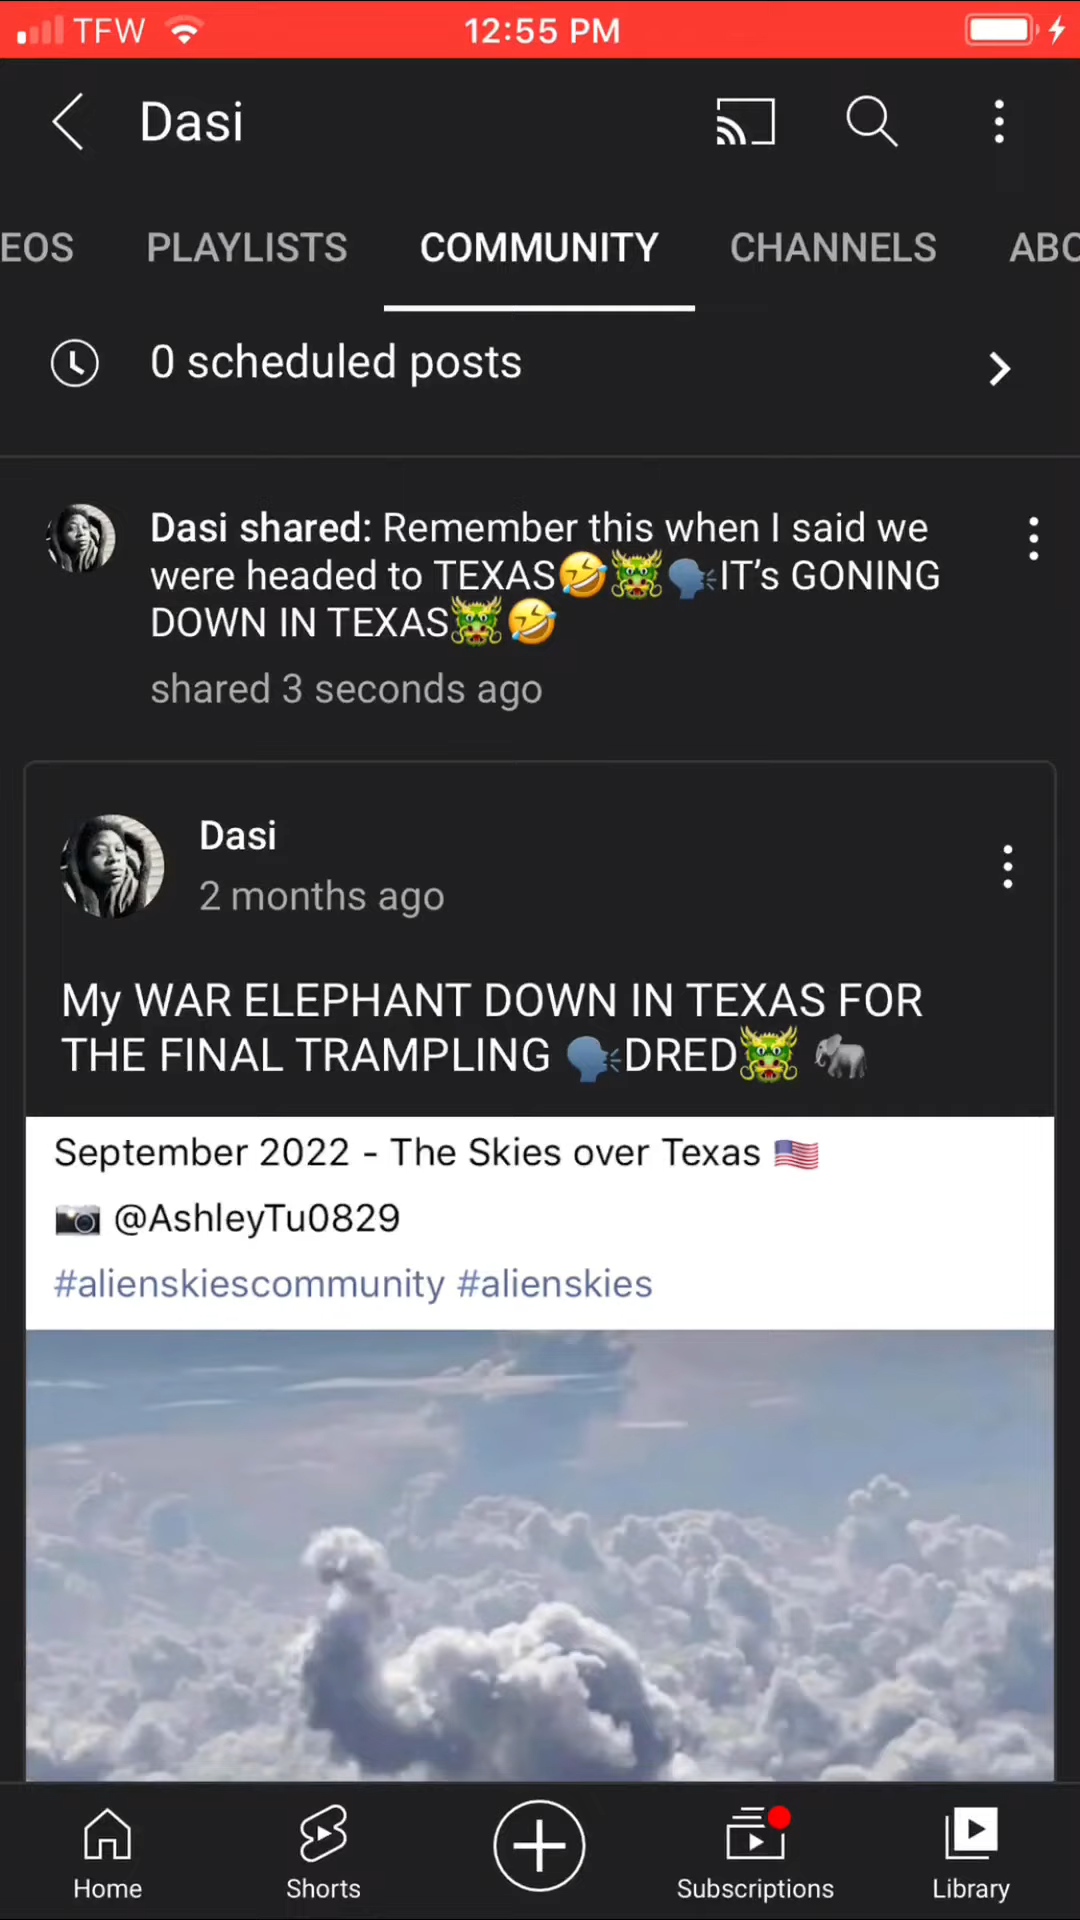 TFW 12:55 PM
Dasi
EOS PLAYLISTS COMMUNITY CHANNELS ABO
0 scheduled posts
Dasi shared: Remember this when I said we
were headed to TEXAS🤣🐲🗣️IT’s GONING
DOWN IN TEXAS🐲🤣
shared 3 seconds ago
Dasi
2 months ago
My WAR ELEPHANT DOWN IN TEXAS FOR
THE FINAL TRAMPLING 🗣️DRED🐲 🐘
September 2022 - The Skies over Texas 🇺🇸
📷 @AshleyTu0829
#alienskiescommunity #alienskies
Home Shorts Subscriptions Library